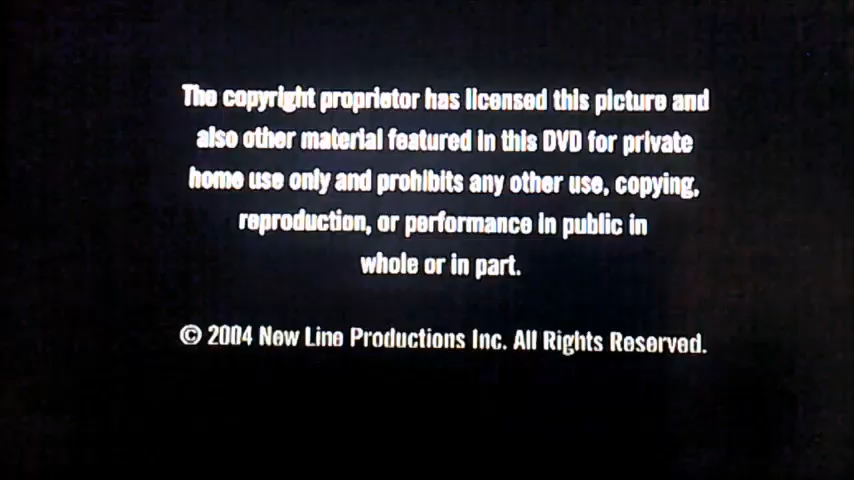 The copyright proprietor has licensed this picture and
also other material featured in this DVD for private
home use only and prohibits any other use, copying,
reproduction, or performance in public in
whole or in part.
© 2004 New Line Productions Inc. All Rights Reserved.